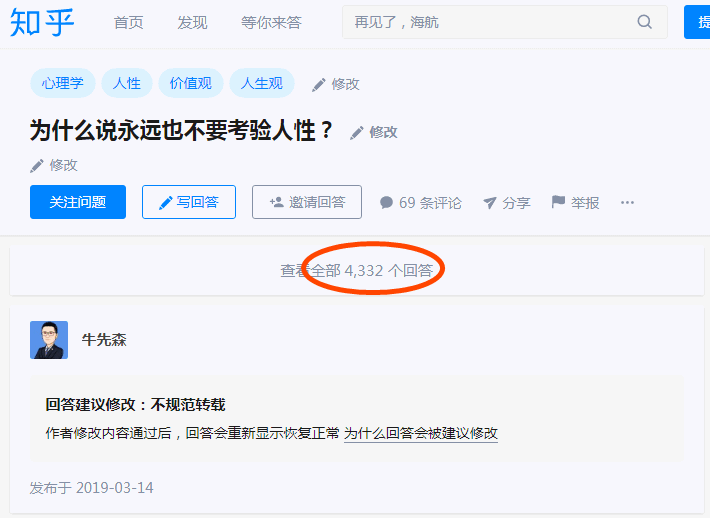 知乎 首页 发现 等你来答 再见了，海航 提
心理学 人性 价值观 人生观 修改
为什么说永远也不要考验人性？ 修改
修改
关注问题 写回答 邀请回答 69 条评论 分享 举报 ...
查看全部 4,332 个回答
牛先森
回答建议修改：不规范转载
作者修改内容通过后，回答会重新显示恢复正常 为什么回答会被建议修改
发布于 2019-03-14